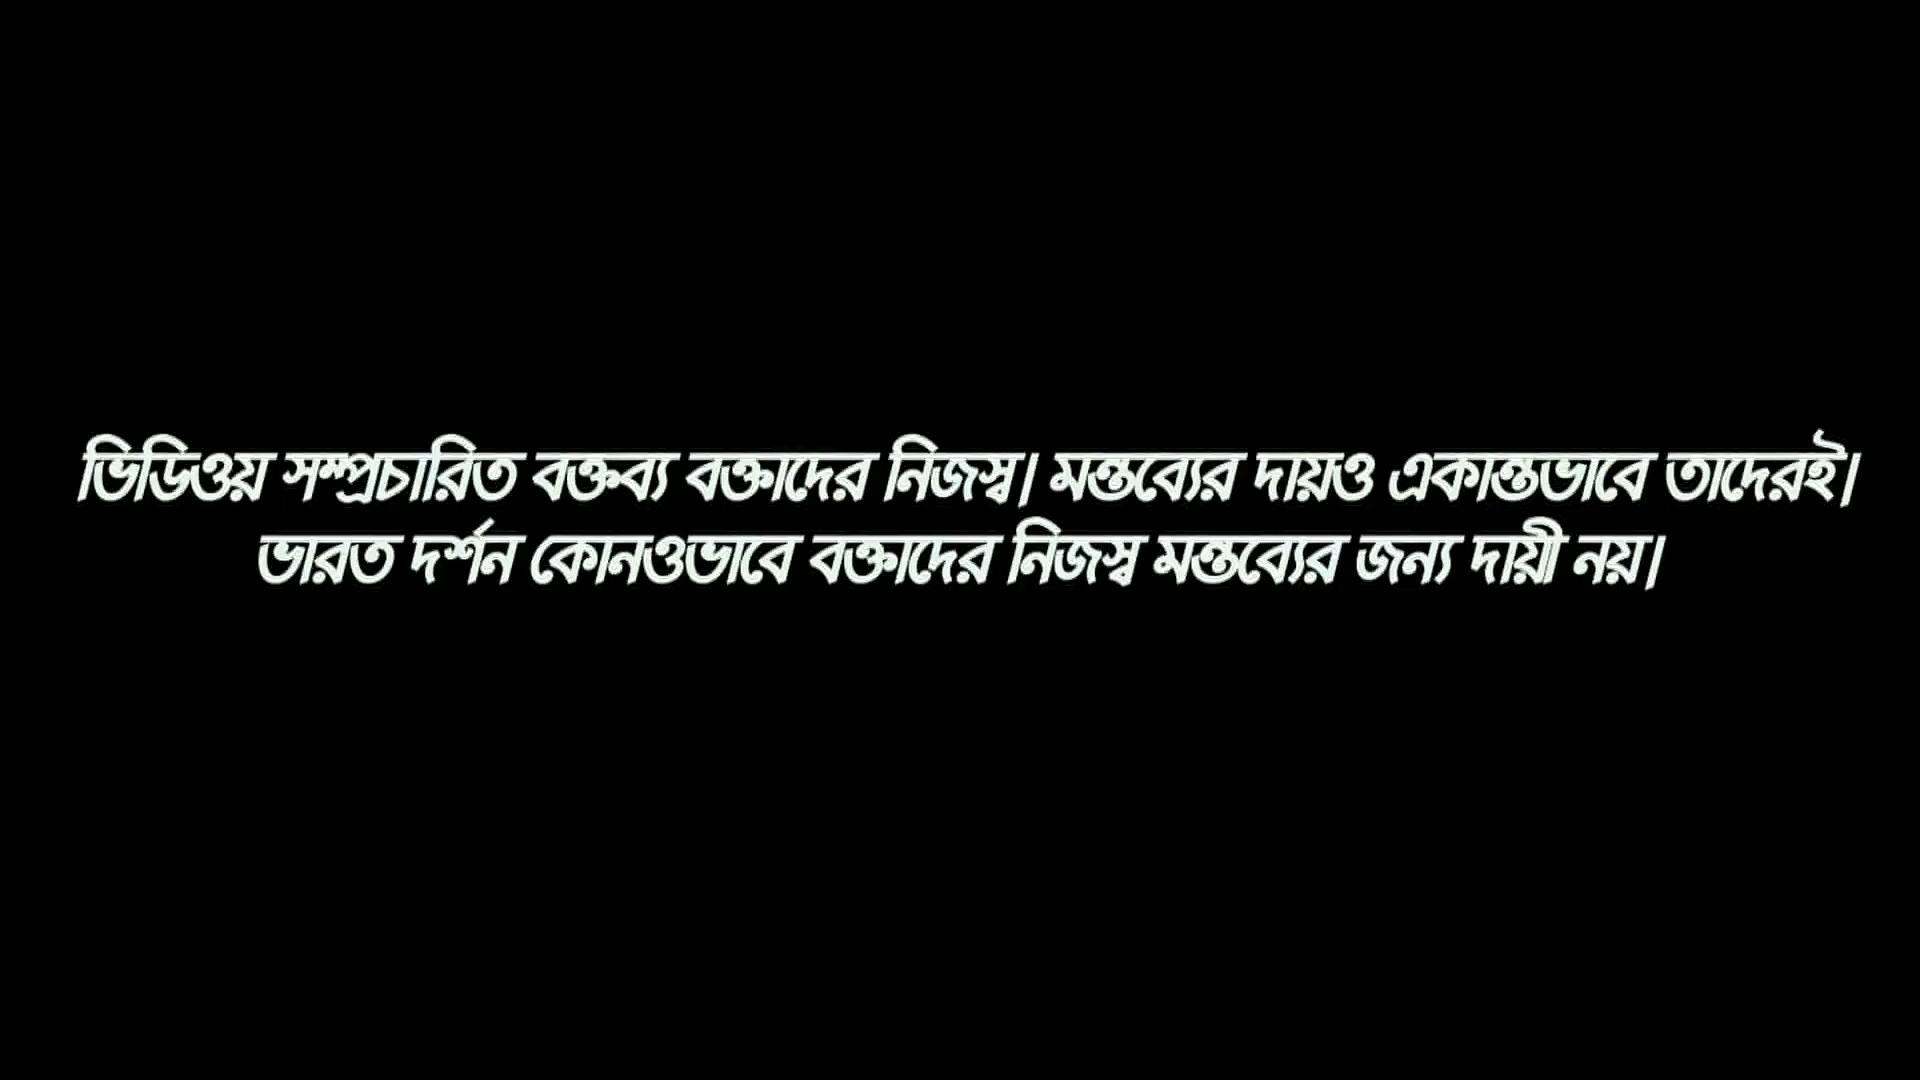 ভিডিওয় সম্প্রচারিত বক্তব্য বক্তাদের নিজস্ব। মন্তব্যের দায়ও একান্তভাবে তাদেরই।
ভারত দর্শন কোনওভাবে বক্তাদের নিজস্ব মন্তব্যের জন্য দায়ী নয়।